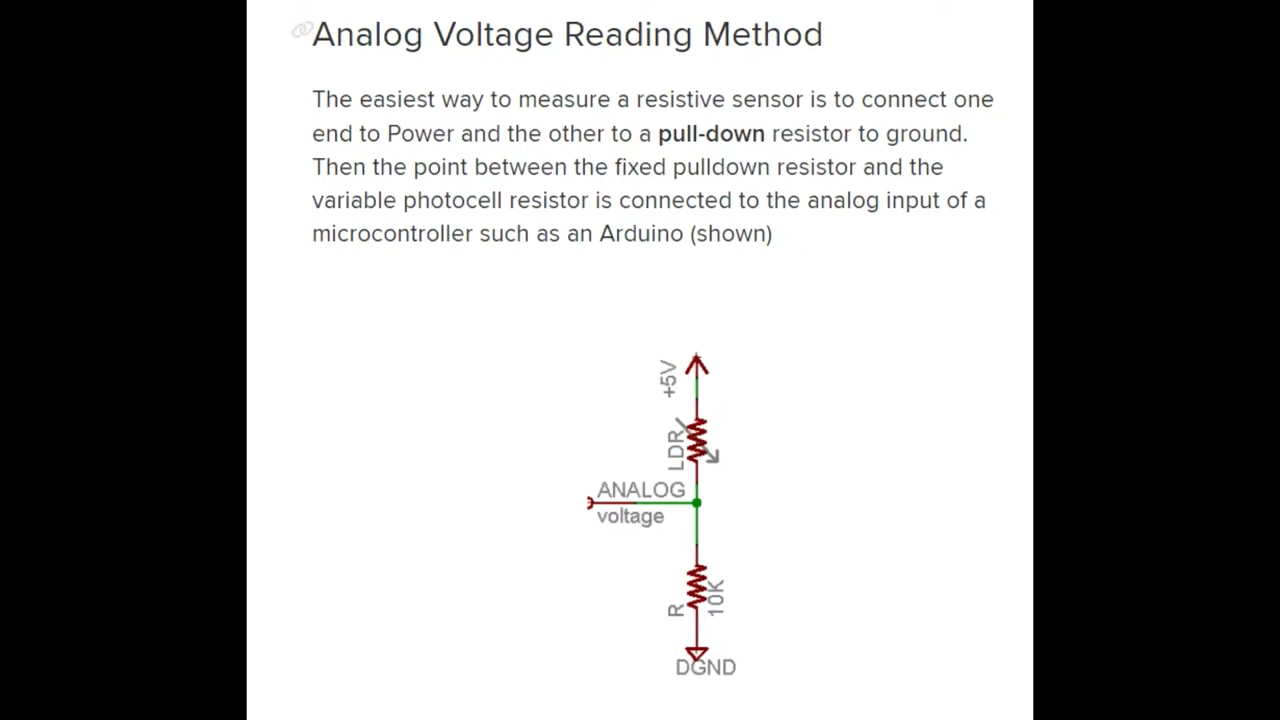 Analog Voltage Reading Method
The easiest way to measure a resistive sensor is to connect one
end to Power and the other to a pull-down resistor to ground.
Then the point between the fixed pulldown resistor and the
variable photocell resistor is connected to the analog input of a
microcontroller such as an Arduino (shown)
+5V
LDR
ANALOG
voltage
R
10K
DGND